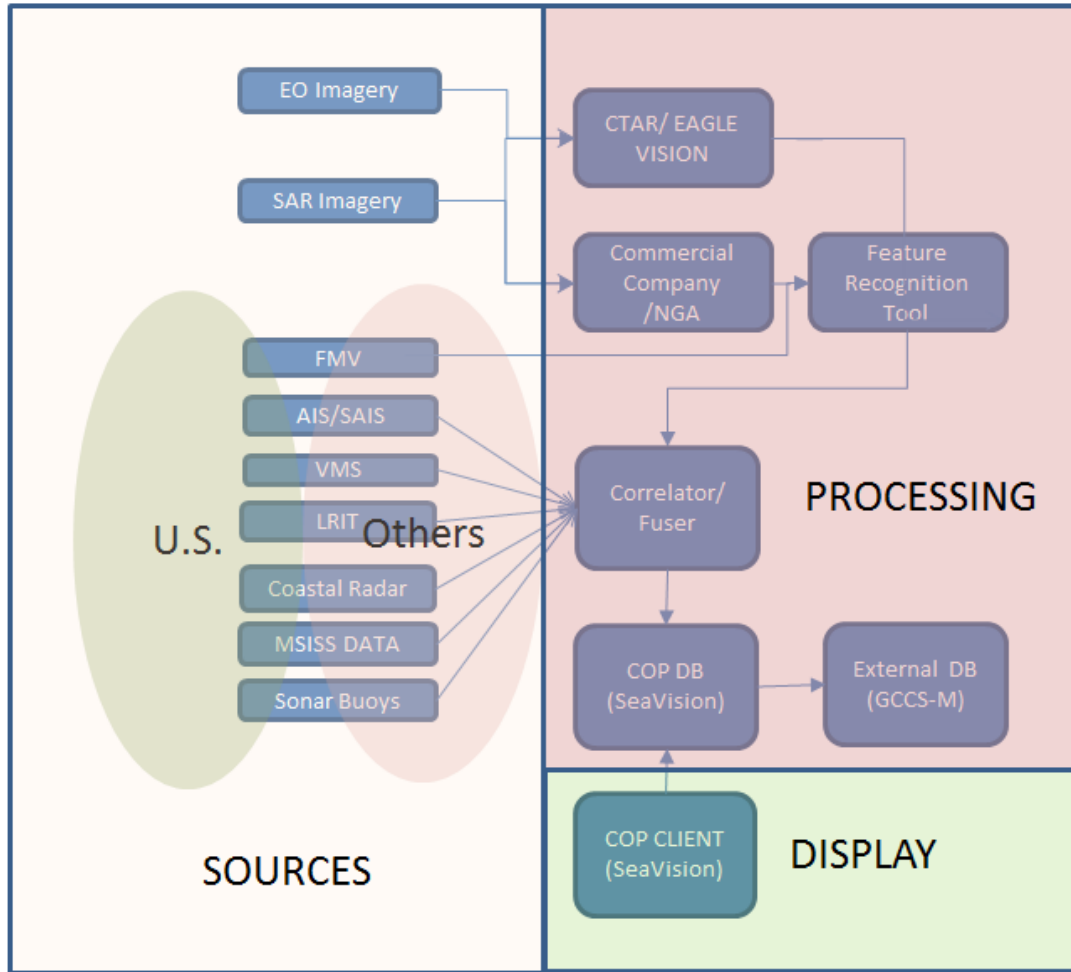 EO Imagery
SAR Imagery
FMV
AIS/SAIS
VMS
LRIT
Coastal Radar
MSISS DATA
Sonar Buoys
U.S.
Others
SOURCES
CTAR/ EAGLE
VISION
Commercial
Company
/NGA
Feature
Recognition
Tool
Correlator/
Fuser
PROCESSING
COP DB
(SeaVision)
External DB
(GCCS-M)
COP CLIENT
(SeaVision)
DISPLAY